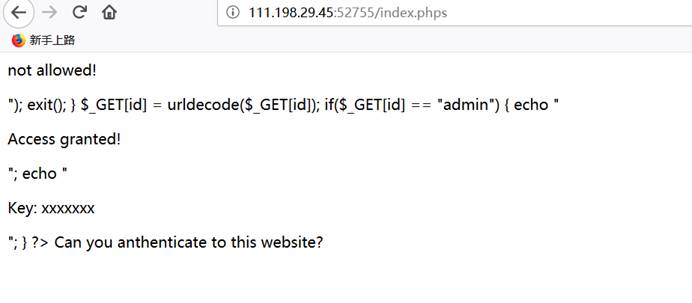 111.198.29.45:52755/index.phps
新手上路
not allowed!
"); exit(); } $_GET[id] = urldecode($_GET[id]); if($_GET[id] == "admin") { echo "
Access granted!
"; echo "
Key: xxxxxxx
"; } ?> Can you anthenticate to this website?